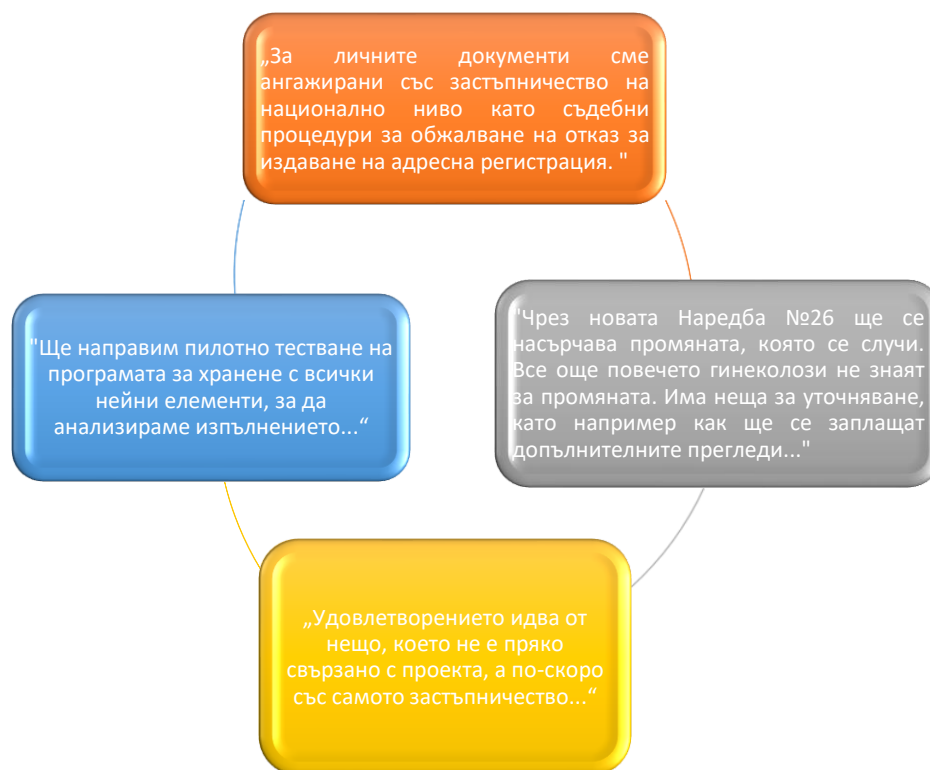 „За личните документи сме
ангажирани със застъпничество на
национално ниво като съдебни
процедури за обжалване на отказ за
издаване на адресна регистрация. "
"Ще направим пилотно тестване на
програмата за хранене с всички
нейни елементи, за да
анализираме изпълнението...“
"Чрез новата Наредба №26 ще се
насърчава промяната, която се случи.
Все още повечето гинеколози не знаят
за промяната. Има неща за уточняване,
като например как ще се заплащат
допълнителните прегледи..."
„Удовлетворението идва от
нещо, което не е пряко
свързано с проекта, а по-скоро
със самото застъпничество...“